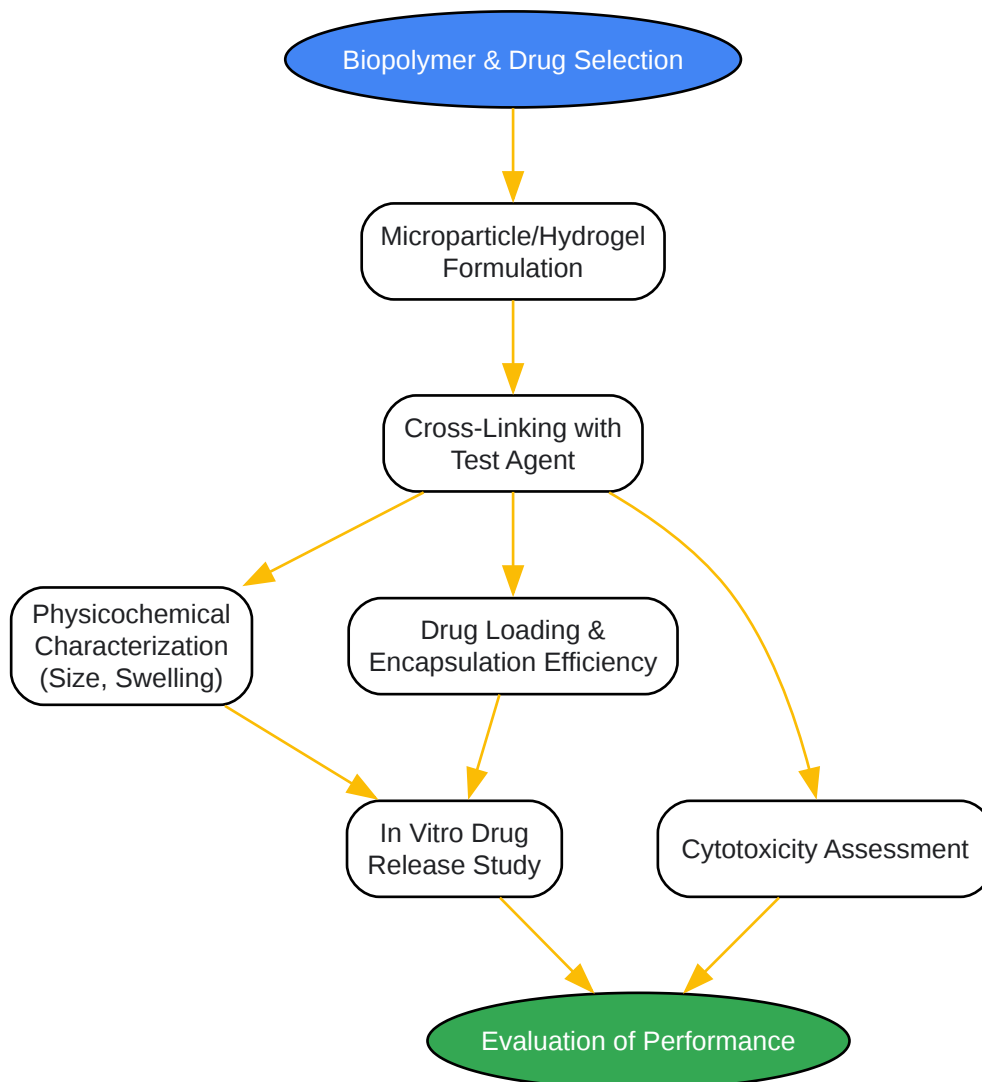 Biopolymer & Drug Selection
Microparticle/Hydrogel
Formulation
Cross-Linking with
Test Agent
Physicochemical
Characterization
(Size, Swelling)
Drug Loading &
Encapsulation Efficiency
In Vitro Drug
Release Study
Cytotoxicity Assessment
Evaluation of Performance